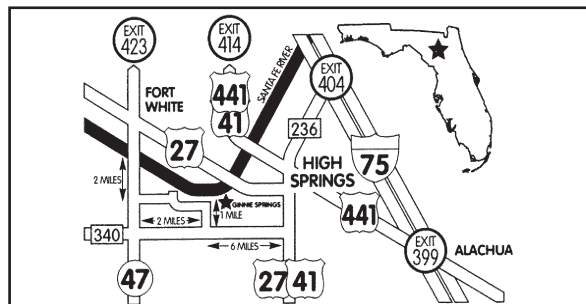 EXIT
423
EXIT
414
EXIT
404
FORT
WHITE
441
41
SANTA FE RIVER
236
27
HIGH
SPRINGS
75
2 MILES
GINNIE SPRINGS
1 MILE
441
2 MILES
340
6 MILES
EXIT
399
ALACHUA
47
27
41